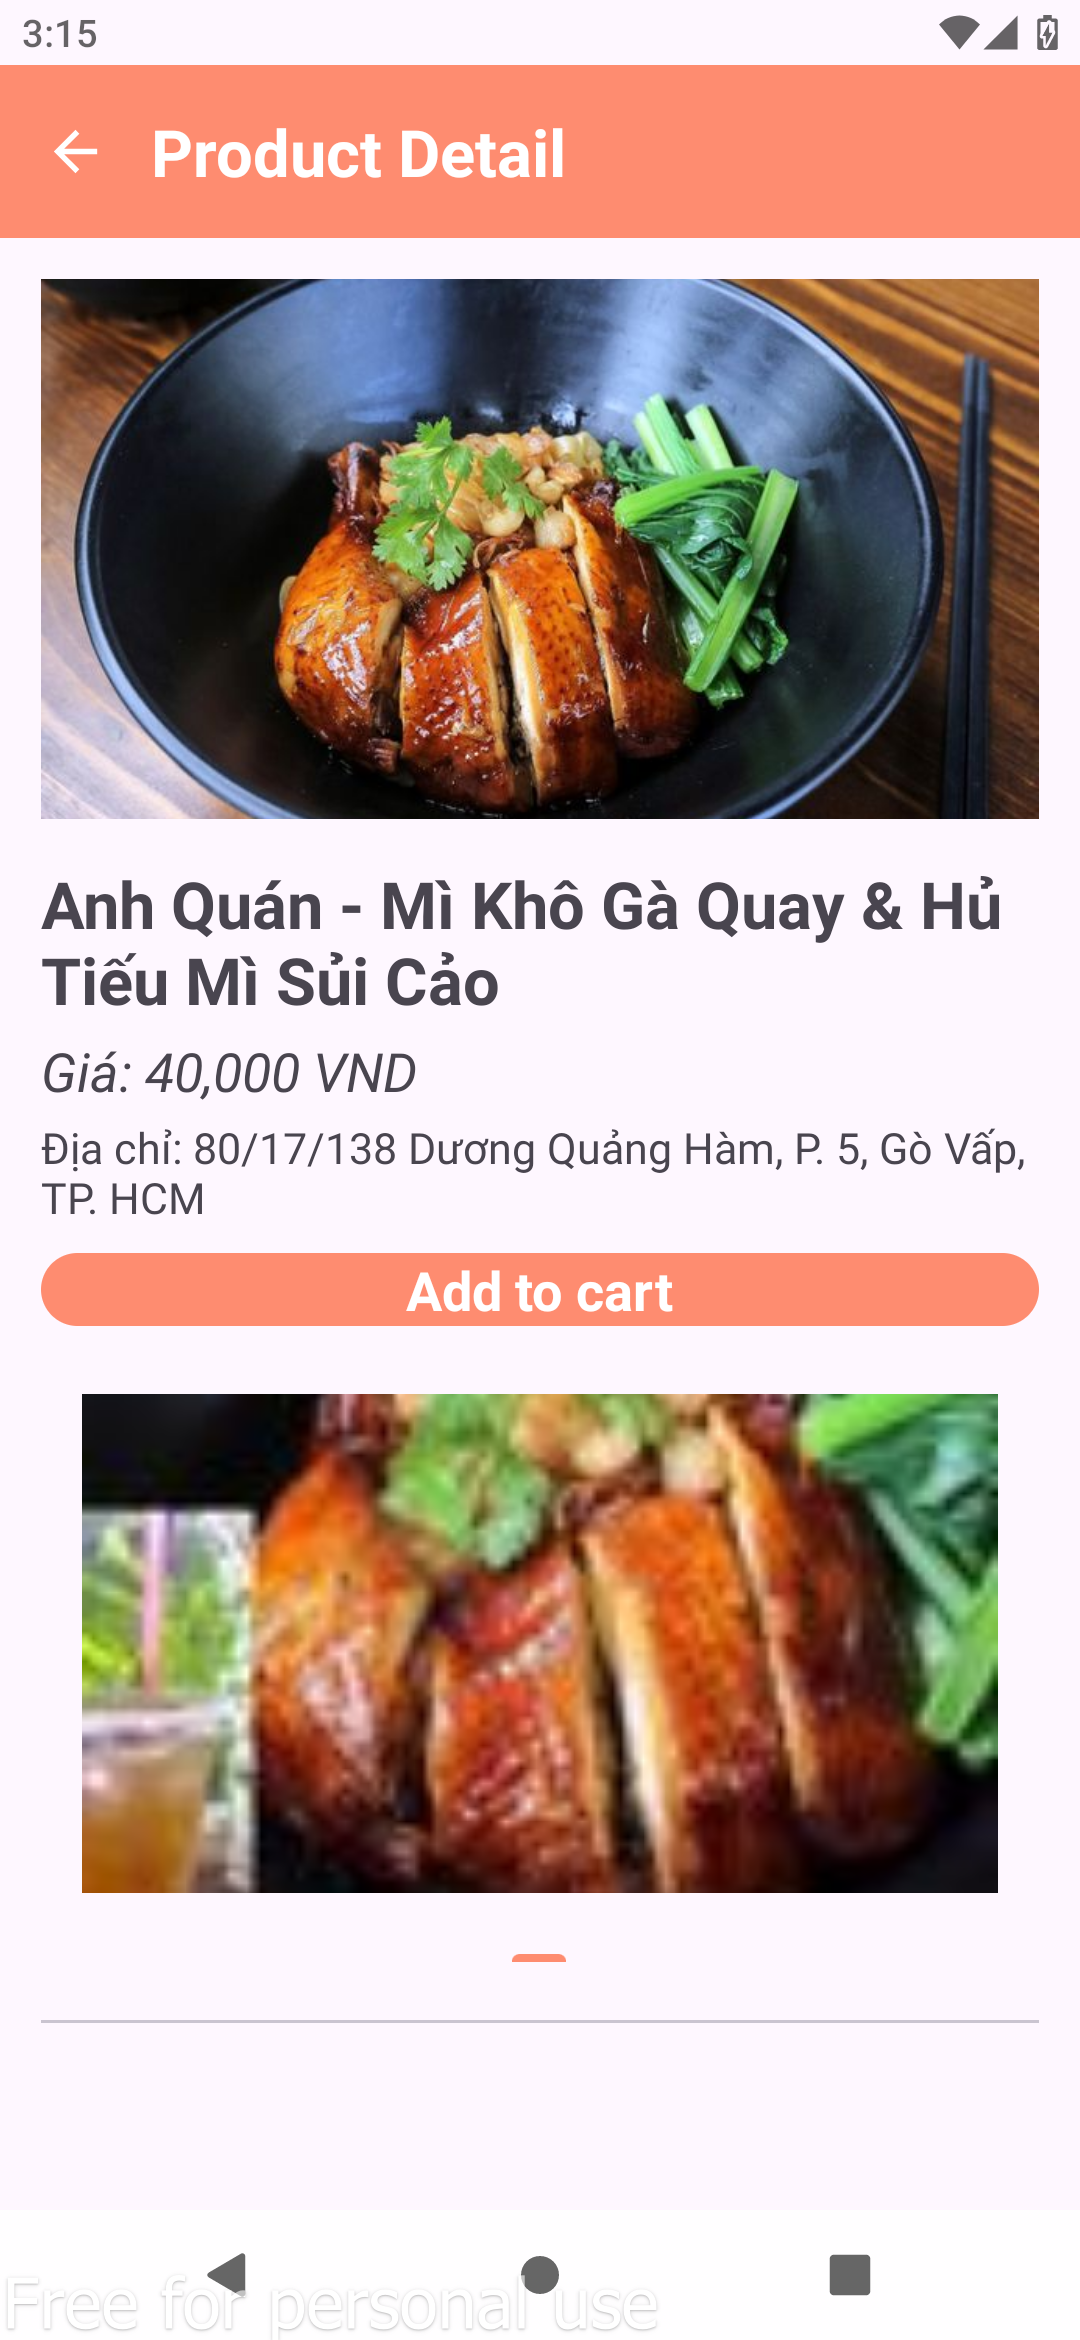 3:15
Product Detail
Anh Quán - Mì Khô Gà Quay & Hủ
Tiếu Mì Sủi Cảo
Giá: 40,000 VND
Địa chỉ: 80/17/138 Dương Quảng Hàm, P. 5, Gò Vấp,
TP. HCM
Add to cart
Free for personal use